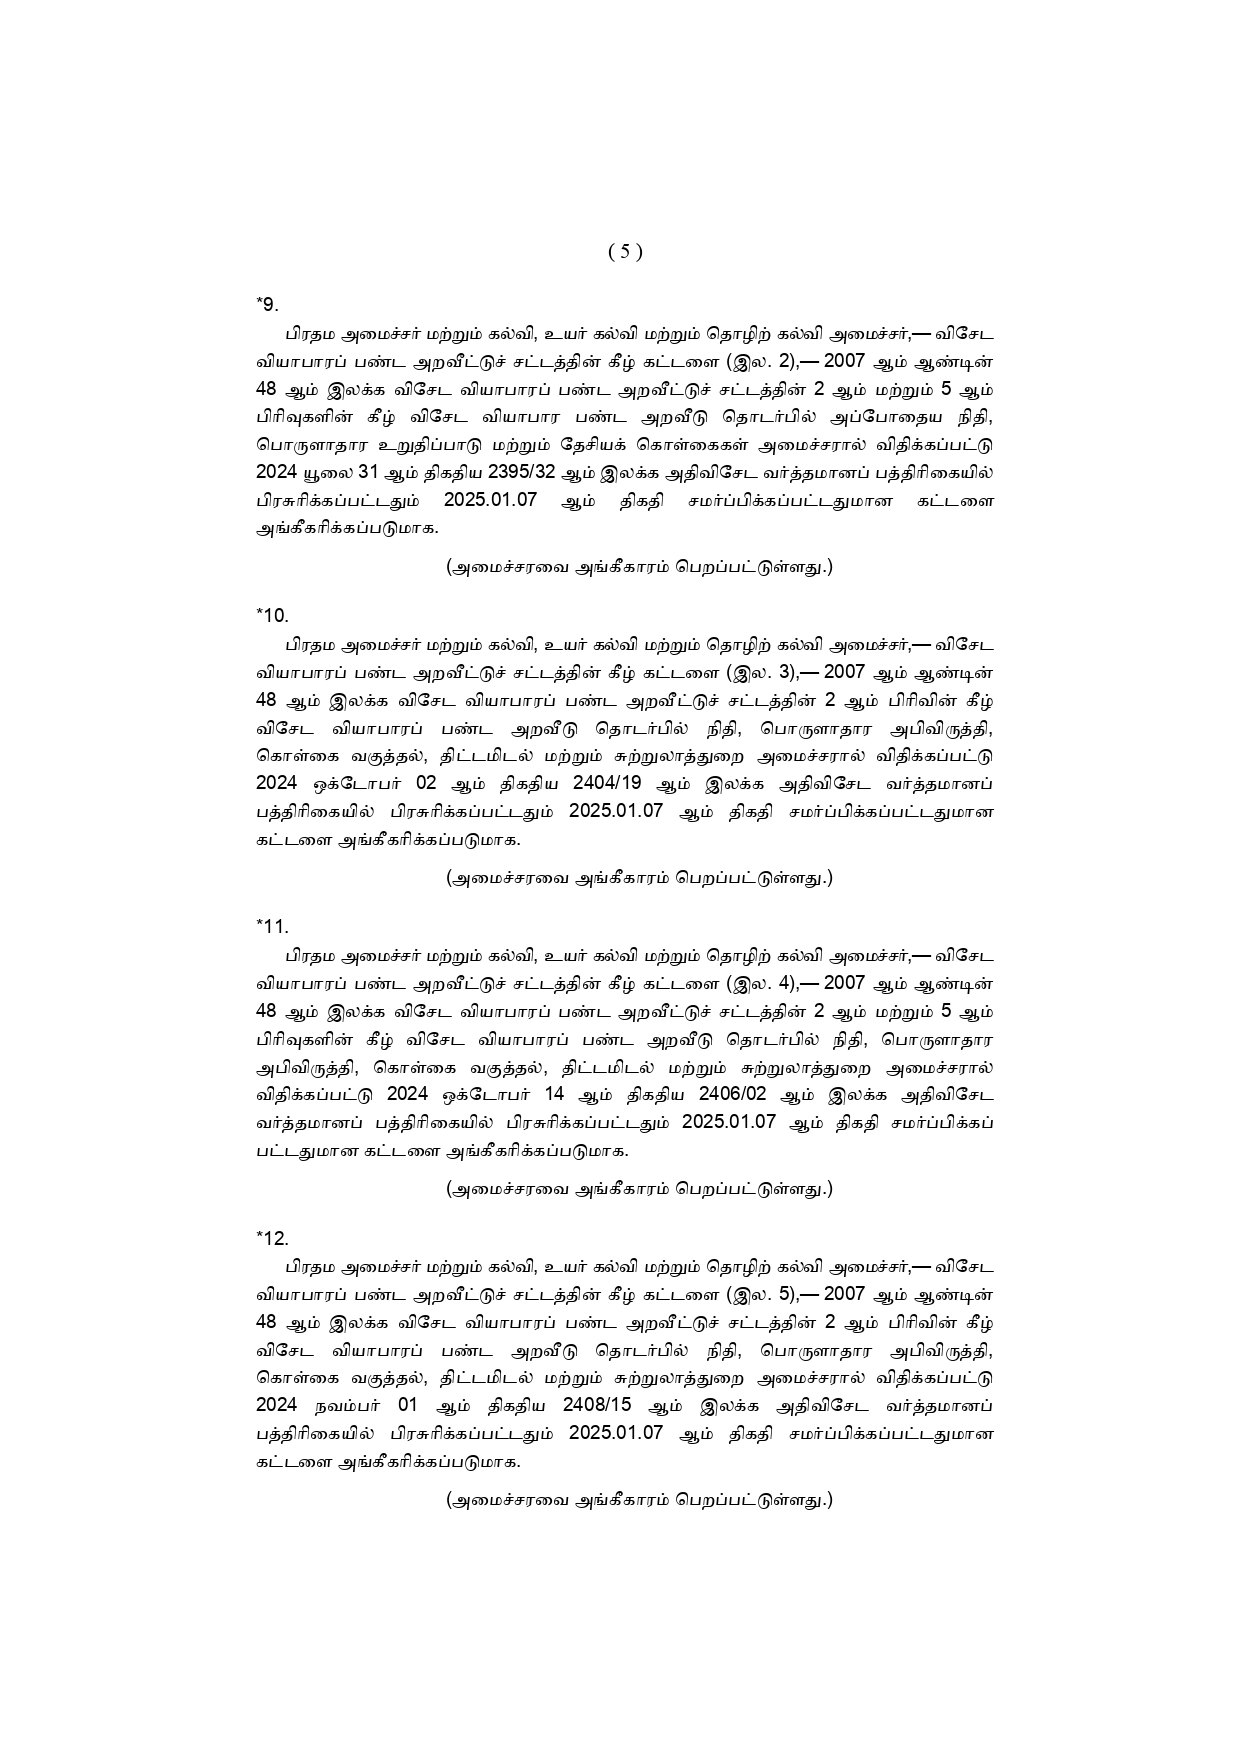 ( 5 )
*9.
பிரதம அமைச்சர் மற்றும் கல்வி, உயர் கல்வி மற்றும் தொழிற் கல்வி அமைச்சர்,— விசேட
வியாபாரப் பண்ட அறவீட்டுச் சட்டத்தின் கீழ் கட்டளை (இல. 2),— 2007 ஆம் ஆண்டின்
48 ஆம் இலக்க விசேட வியாபாரப் பண்ட அறவீட்டுச் சட்டத்தின் 2 ஆம் மற்றும் 5 ஆம்
பிரிவுகளின் கீழ் விசேட வியாபார பண்ட அறவீடு தொடர்பில் அப்போதைய நிதி,
பொருளாதார உறுதிப்பாடு மற்றும் தேசியக் கொள்கைகள் அமைச்சரால் விதிக்கப்பட்டு
2024 யூலை 31 ஆம் திகதிய 2395/32 ஆம் இலக்க அதிவிசேட வர்த்தமானப் பத்திரிகையில்
பிரசுரிக்கப்பட்டதும் 2025.01.07 ஆம் திகதி சமர்ப்பிக்கப்பட்டதுமான கட்டளை
அங்கீகரிக்கப்படுமாக.
(அமைச்சரவை அங்கீகாரம் பெறப்பட்டுள்ளது.)
*10.
பிரதம அமைச்சர் மற்றும் கல்வி, உயர் கல்வி மற்றும் தொழிற் கல்வி அமைச்சர்,— விசேட
வியாபாரப் பண்ட அறவீட்டுச் சட்டத்தின் கீழ் கட்டளை (இல. 3),— 2007 ஆம் ஆண்டின்
48 ஆம் இலக்க விசேட வியாபாரப் பண்ட அறவீட்டுச் சட்டத்தின் 2 ஆம் பிரிவின் கீழ்
விசேட வியாபாரப் பண்ட அறவீடு தொடர்பில் நிதி, பொருளாதார அபிவிருத்தி,
கொள்கை வகுத்தல், திட்டமிடல் மற்றும் சுற்றுலாத்துறை அமைச்சரால் விதிக்கப்பட்டு
2024 ஒக்டோபர் 02 ஆம் திகதிய 2404/19 ஆம் இலக்க அதிவிசேட வர்த்தமானப்
பத்திரிகையில் பிரசுரிக்கப்பட்டதும் 2025.01.07 ஆம் திகதி சமர்ப்பிக்கப்பட்டதுமான
கட்டளை அங்கீகரிக்கப்படுமாக.
(அமைச்சரவை அங்கீகாரம் பெறப்பட்டுள்ளது.)
*11.
பிரதம அமைச்சர் மற்றும் கல்வி, உயர் கல்வி மற்றும் தொழிற் கல்வி அமைச்சர்,— விசேட
வியாபாரப் பண்ட அறவீட்டுச் சட்டத்தின் கீழ் கட்டளை (இல. 4),— 2007 ஆம் ஆண்டின்
48 ஆம் இலக்க விசேட வியாபாரப் பண்ட அறவீட்டுச் சட்டத்தின் 2 ஆம் மற்றும் 5 ஆம்
பிரிவுகளின் கீழ் விசேட வியாபாரப் பண்ட அறவீடு தொடர்பில் நிதி, பொருளாதார
அபிவிருத்தி, கொள்கை வகுத்தல், திட்டமிடல் மற்றும் சுற்றுலாத்துறை அமைச்சரால்
விதிக்கப்பட்டு 2024 ஒக்டோபர் 14 ஆம் திகதிய 2406/02 ஆம் இலக்க அதிவிசேட
வர்த்தமானப் பத்திரிகையில் பிரசுரிக்கப்பட்டதும் 2025.01.07 ஆம் திகதி சமர்ப்பிக்கப்
பட்டதுமான கட்டளை அங்கீகரிக்கப்படுமாக.
(அமைச்சரவை அங்கீகாரம் பெறப்பட்டுள்ளது.)
*12.
பிரதம அமைச்சர் மற்றும் கல்வி, உயர் கல்வி மற்றும் தொழிற் கல்வி அமைச்சர்,— விசேட
வியாபாரப் பண்ட அறவீட்டுச் சட்டத்தின் கீழ் கட்டளை (இல. 5),— 2007 ஆம் ஆண்டின்
48 ஆம் இலக்க விசேட வியாபாரப் பண்ட அறவீட்டுச் சட்டத்தின் 2 ஆம் பிரிவின் கீழ்
விசேட வியாபாரப் பண்ட அறவீடு தொடர்பில் நிதி, பொருளாதார அபிவிருத்தி,
கொள்கை வகுத்தல், திட்டமிடல் மற்றும் சுற்றுலாத்துறை அமைச்சரால் விதிக்கப்பட்டு
2024 நவம்பர் 01 ஆம் திகதிய 2408/15 ஆம் இலக்க அதிவிசேட வர்த்தமானப்
பத்திரிகையில் பிரசுரிக்கப்பட்டதும் 2025.01.07 ஆம் திகதி சமர்ப்பிக்கப்பட்டதுமான
கட்டளை அங்கீகரிக்கப்படுமாக.
(அமைச்சரவை அங்கீகாரம் பெறப்பட்டுள்ளது.)